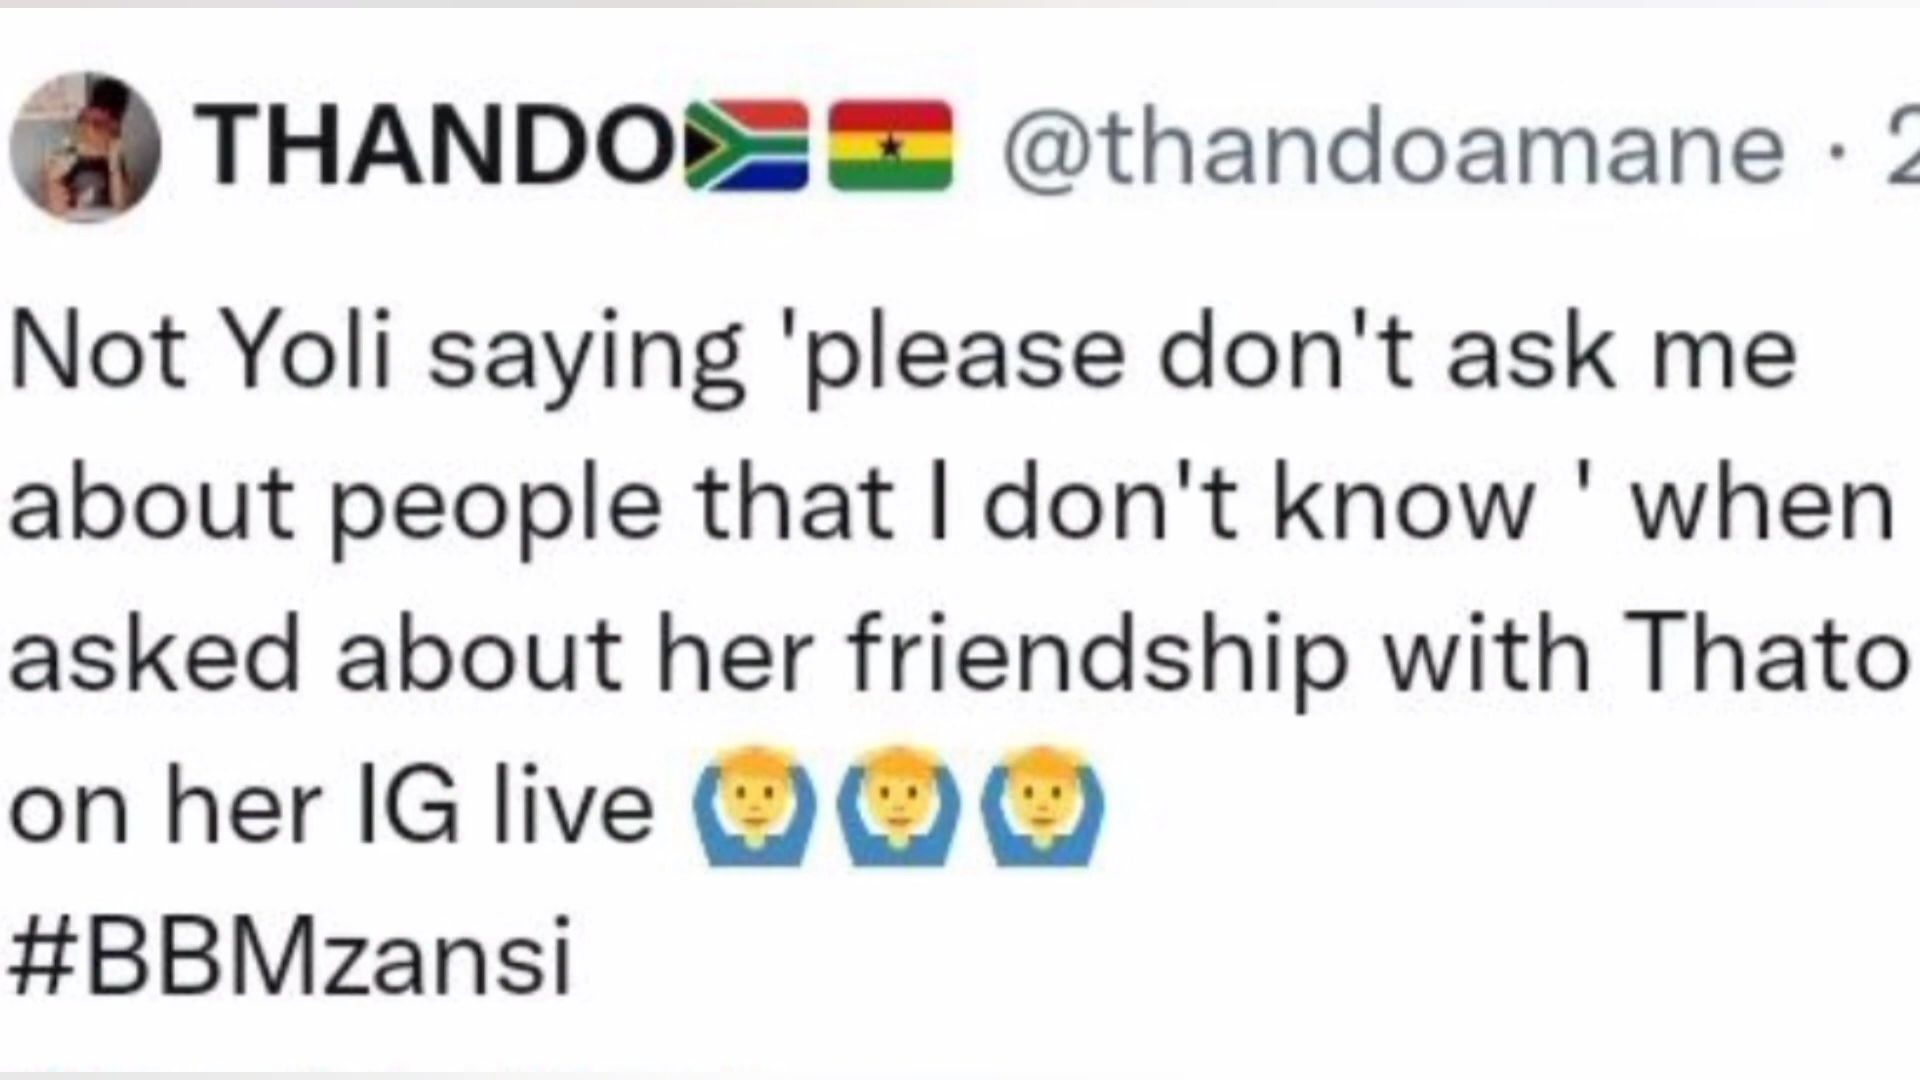 THANDO🇿🇦🇬🇭 @thandoamane · 2
Not Yoli saying 'please don't ask me
about people that I don't know ' when
asked about her friendship with Thato
on her IG live 🙆‍♂️🙆‍♂️🙆‍♂️
#BBMzansi